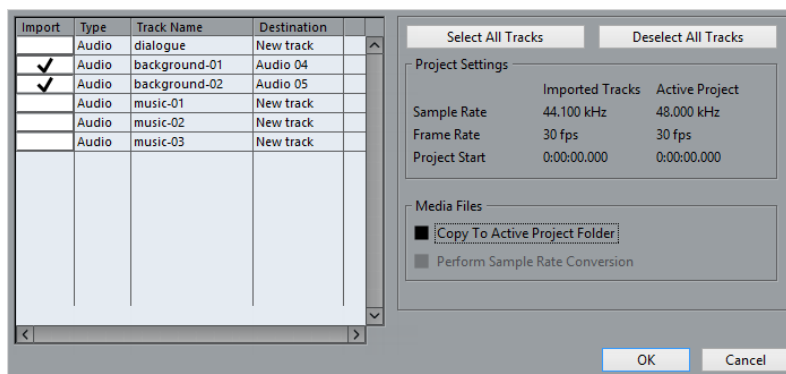 Import Type Track Name Destination
Audio dialogue New track
Audio background-01 Audio 04
Audio background-02 Audio 05
Audio music-01 New track
Audio music-02 New track
Audio music-03 New track
Select All Tracks Deselect All Tracks
Project Settings
Imported Tracks Active Project
Sample Rate 44.100 kHz 48.000 kHz
Frame Rate 30 fps 30 fps
Project Start 0:00:00.000 0:00:00.000
Media Files
Copy To Active Project Folder
Perform Sample Rate Conversion
OK Cancel